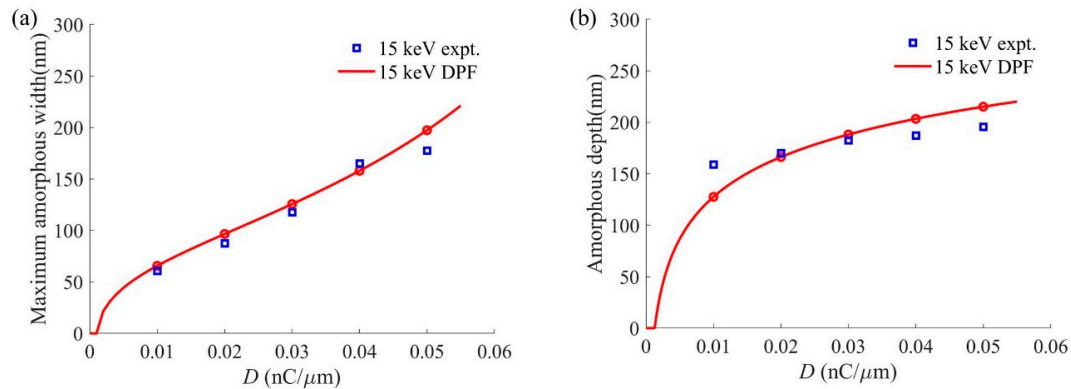 (a)
Maximum amorphous width(nm)
300
250
200
150
100
50
0
15 keV expt.
15 keV DPF
0 0.01 0.02 0.03 0.04 0.05 0.06
D (nC/μm)
(b)
Amorphous depth(nm)
300
250
200
150
100
50
0
15 keV expt.
15 keV DPF
0 0.01 0.02 0.03 0.04 0.05 0.06
D (nC/μm)